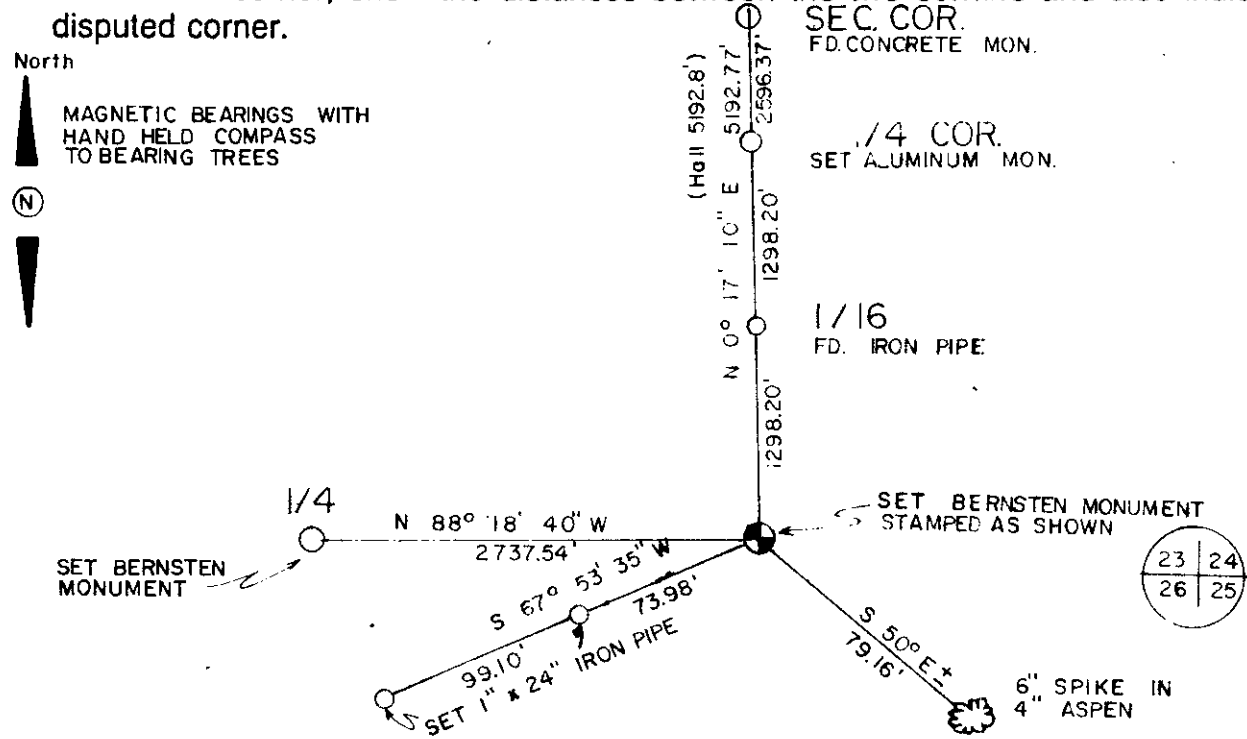 disputed corner.
North
MAGNETIC BEARINGS WITH
HAND HELD COMPASS
TO BEARING TREES
N
SEC. COR.
FD. CONCRETE MON.
(Hall 5192.8')
5192.77'
2596.37'
1/4 COR.
SET ALUMINUM MON.
N 0° 17' 10" E
1298.20'
1/16
FD. IRON PIPE
1298.20'
1/4
N 88° 18' 40" W
2737.54'
SET BERNSTEN
MONUMENT
SET BERNSTEN MONUMENT
STAMPED AS SHOWN
23 24
26 25
S 67° 53' 35" W
73.98'
99.10'
SET 1" x 24" IRON PIPE
S 50° E ±
79.16'
6" SPIKE IN
4" ASPEN